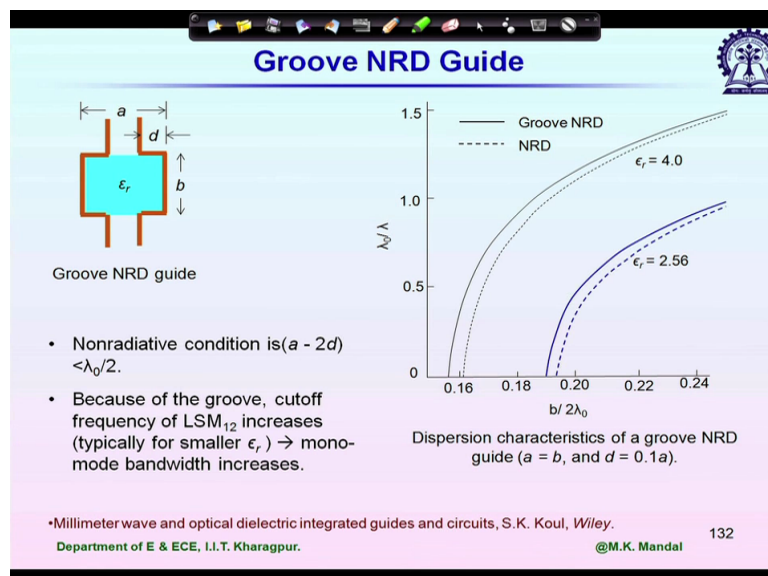 Groove NRD Guide
a
d
εr
b
Groove NRD guide
• Nonradiative condition is(a - 2d)
<λ0/2.
• Because of the groove, cutoff
frequency of LSM12 increases
(typically for smaller ϵr ) → mono-
mode bandwidth increases.
Groove NRD
NRD
1.5
1.0
0.5
0
λ0/ λ
ϵr = 4.0
ϵr = 2.56
0.16 0.18 0.20 0.22 0.24
b/ 2λ0
Dispersion characteristics of a groove NRD
guide (a = b, and d = 0.1a).
•Millimeter wave and optical dielectric integrated guides and circuits, S.K. Koul, Wiley.
132
Department of E & ECE, I.I.T. Kharagpur. @M.K. Mandal